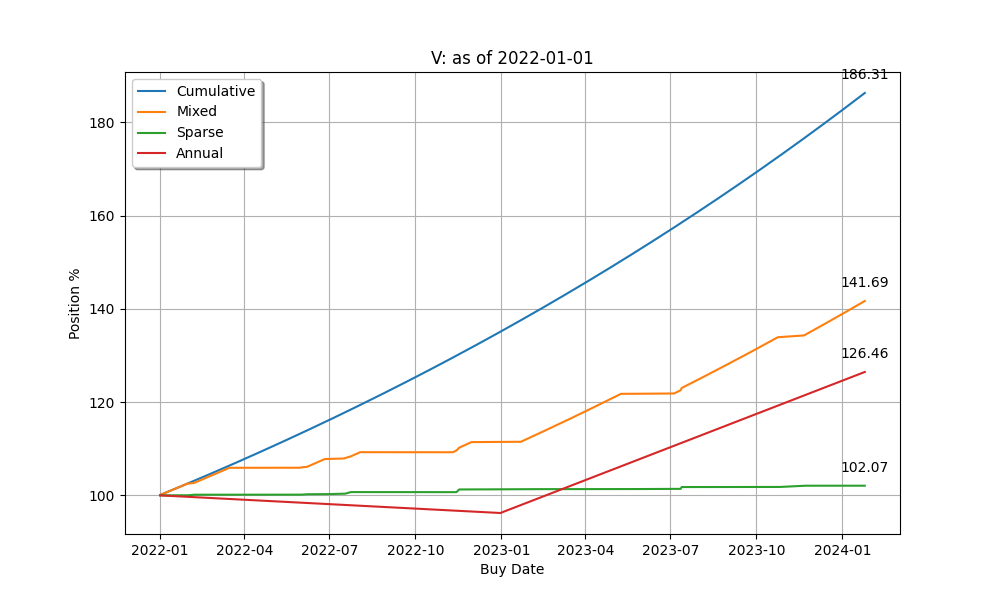 V: as of 2022-01-01
Cumulative
Mixed
Sparse
Annual
186.31
141.69
126.46
102.07
180
160
140
120
100
Position %
2022-01 2022-04 2022-07 2022-10 2023-01 2023-04 2023-07 2023-10 2024-01
Buy Date